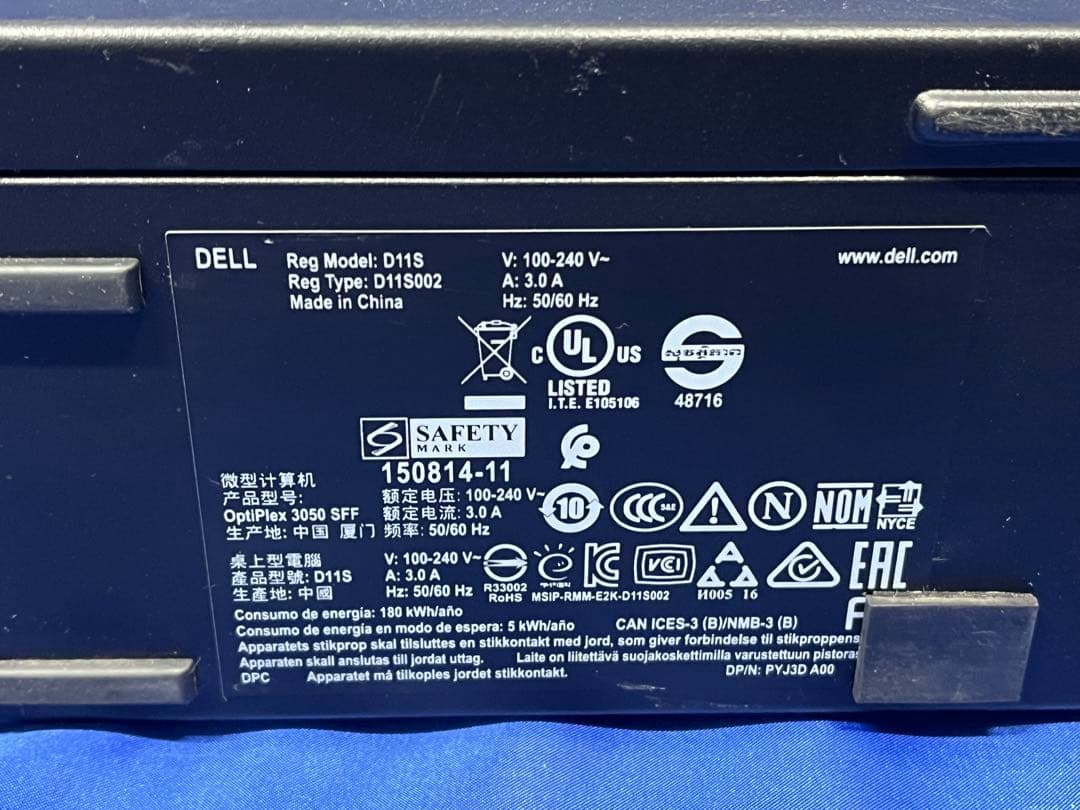 DELL
Reg Model: D11S
Reg Type: D11S002
Made in China
V: 100-240 V~
A: 3.0 A
Hz: 50/60 Hz
www.dell.com
C UL US
LISTED
I.T.E. E105106
48716
SAFETY
MARK
150814-11
微型计算机
产品型号:
OptiPlex 3050 SFF
生产地: 中国 厦门
额定电压: 100-240 V~
额定电流: 3.0 A
频率: 50/60 Hz
10
CCC S&E
N
NOM
NYCE
桌上型電腦
產品型號: D11S
生產地: 中國
V: 100-240 V~
A: 3.0 A
Hz: 50/60 Hz
R33002
RoHS
MSIP-RMM-E2K-D11S002
VCI
И005 16
EAC
Consumo de energía: 180 kWh/año
Consumo de energía en modo de espera: 5 kWh/año
CAN ICES-3 (B)/NMB-3 (B)
Apparatets stikprop skal tilsluttes en stikkontakt med jord, som giver forbindelse til stikproppens
Apparaten skall anslutas till jordat uttag.
Laite on liitettävä suojakoskettimilla varustettuun
DPC
Apparatet må tilkoples jordet stikkontakt.
DP/N: PYJ3D A00